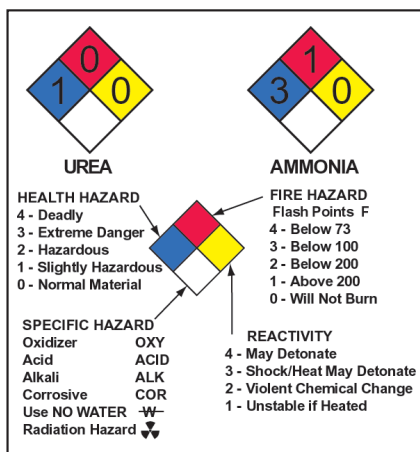 0
1 0
UREA
1
3 0
AMMONIA
HEALTH HAZARD
4 - Deadly
3 - Extreme Danger
2 - Hazardous
1 - Slightly Hazardous
0 - Normal Material
FIRE HAZARD
Flash Points F
4 - Below 73
3 - Below 100
2 - Below 200
1 - Above 200
0 - Will Not Burn
SPECIFIC HAZARD
Oxidizer OXY
Acid ACID
Alkali ALK
Corrosive COR
Use NO WATER W
Radiation Hazard
REACTIVITY
4 - May Detonate
3 - Shock/Heat May Detonate
2 - Violent Chemical Change
1 - Unstable if Heated